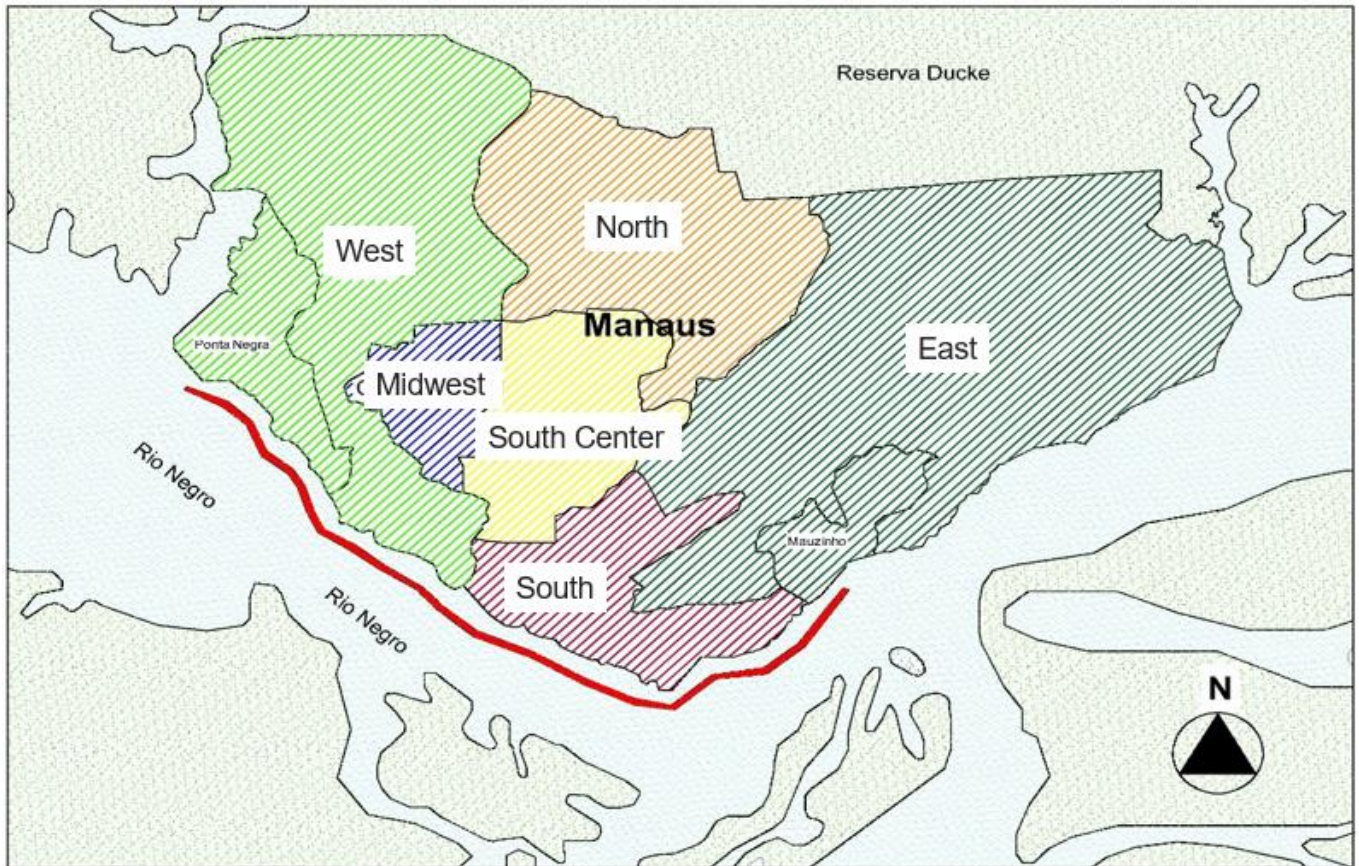 Reserva Ducke
North
West
Manaus
Ponta Negra
East
Midwest
South Center
Rio Negro
Mauzinho
South
Rio Negro
N